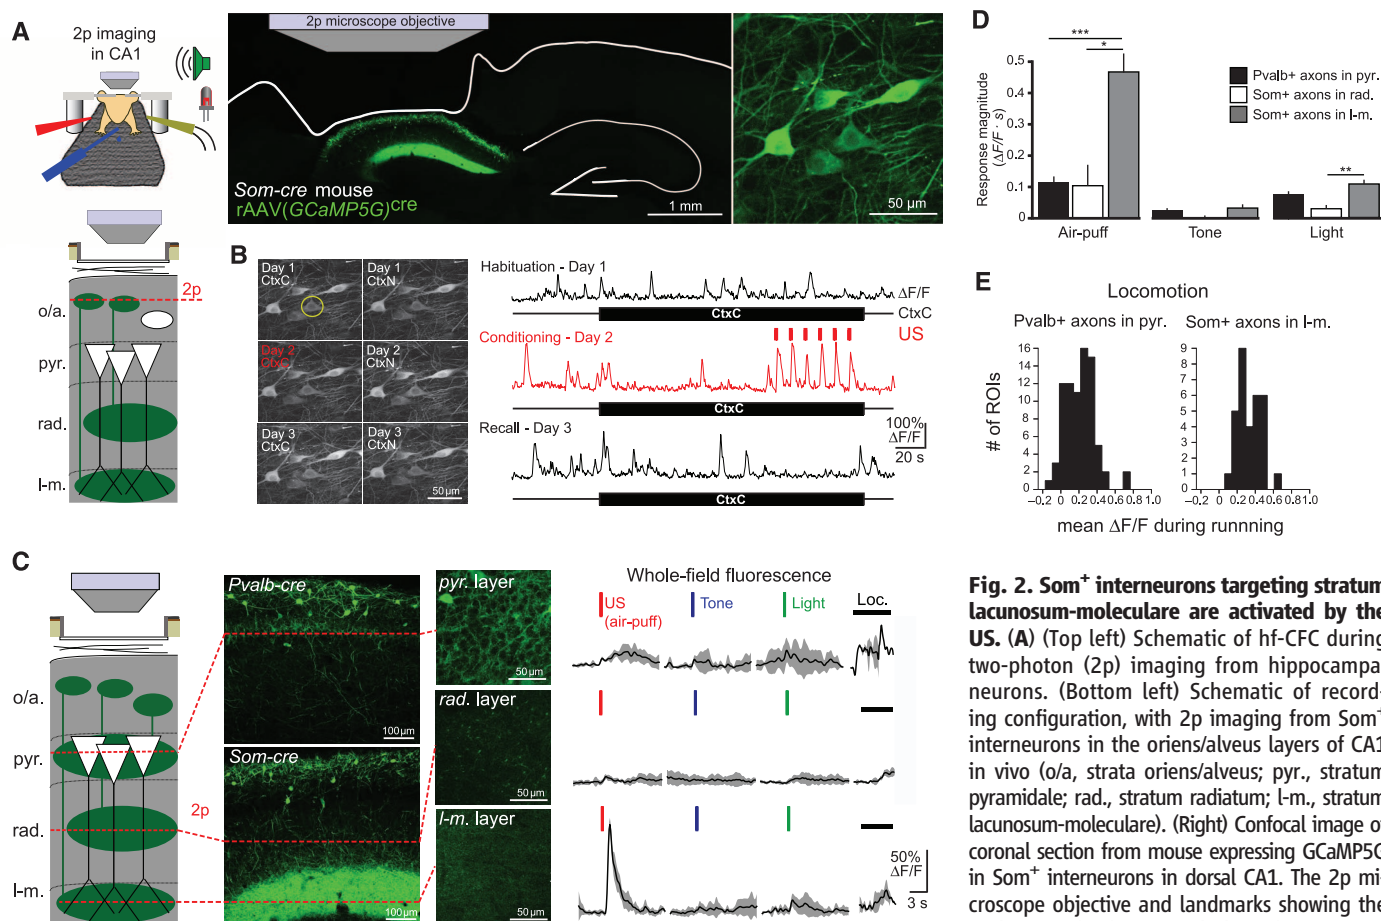 A
2p imaging
in CA1
2p microscope objective
Som-cre mouse
rAAV(GCaMP5G)cre
1 mm
50 µm
2p
o/a.
pyr.
rad.
l-m.
B
Day 1
CtxC
Day 1
CtxN
Day 2
CtxC
Day 2
CtxN
Day 3
CtxC
Day 3
CtxN
50 µm
Habituation - Day 1
ΔF/F
CtxC
CtxC
Conditioning - Day 2
US
CtxC
Recall - Day 3
100%
ΔF/F
20 s
CtxC
C
o/a.
pyr.
rad.
l-m.
2p
Pvalb-cre
100µm
Som-cre
100µm
pyr. layer
50µm
rad. layer
50µm
l-m. layer
50µm
Whole-field fluorescence
US
(air-puff)
Tone
Light
Loc.
50%
ΔF/F
3 s
D
Response magnitude
(ΔF/F · s)
0.5
0.4
0.3
0.2
0.1
0
***
*
**
Pvalb+ axons in pyr.
Som+ axons in rad.
Som+ axons in l-m.
Air-puff
Tone
Light
E
Locomotion
Pvalb+ axons in pyr.
Som+ axons in l-m.
# of ROIs
16
14
12
10
8
6
4
2
0
-0.2 0 0.2 0.4 0.6 0.8 1.0
9
8
7
6
5
4
3
2
1
0
-0.2 0 0.2 0.4 0.6 0.8 1.0
mean ΔF/F during runnning
Fig. 2. Som+ interneurons targeting stratum
lacunosum-moleculare are activated by the
US. (A) (Top left) Schematic of hf-CFC during
two-photon (2p) imaging from hippocampa
neurons. (Bottom left) Schematic of record-
ing configuration, with 2p imaging from Som+
interneurons in the oriens/alveus layers of CA1
in vivo (o/a, strata oriens/alveus; pyr., stratum
pyramidale; rad., stratum radiatum; l-m., stratum
lacunosum-moleculare). (Right) Confocal image o
coronal section from mouse expressing GCaMP5G
in Som+ interneurons in dorsal CA1. The 2p mi-
croscope objective and landmarks showing the